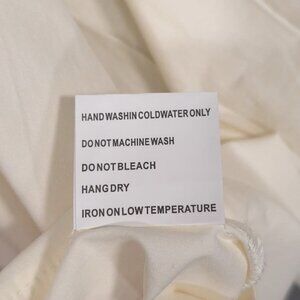 HAND WASH IN COLD WATER ONLY
DO NOT MACHINE WASH
DO NOT BLEACH
HANG DRY
IRON ON LOW TEMPERATURE